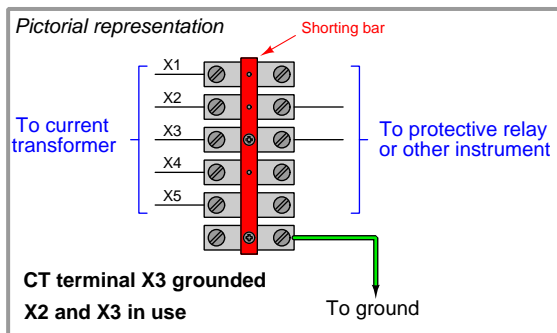 Pictorial representation
Shorting bar
X1
X2
X3
X4
X5
To current
transformer
To protective relay
or other instrument
CT terminal X3 grounded
X2 and X3 in use
To ground